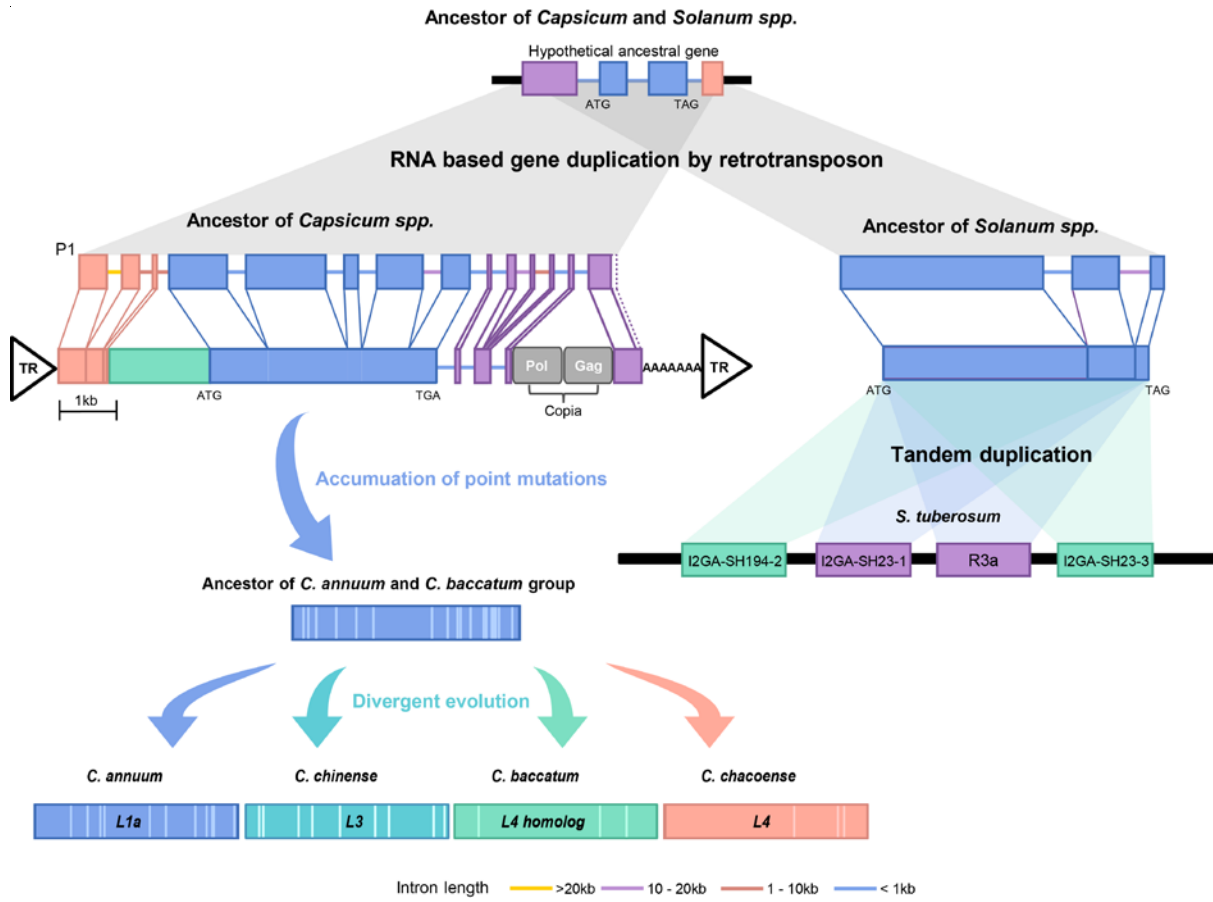 Ancestor of Capsicum and Solanum spp.
Hypothetical ancestral gene
ATG
TAG
RNA based gene duplication by retrotransposon
Ancestor of Capsicum spp.
Ancestor of Solanum spp.
P1
TR
Pol
Gag
AAAAAAA
TR
ATG
TGA
Copia
1kb
ATG
TAG
Accumuation of point mutations
Tandem duplication
S. tuberosum
I2GA-SH194-2
I2GA-SH23-1
R3a
I2GA-SH23-3
Ancestor of C. annuum and C. baccatum group
Divergent evolution
C. annuum
C. chinense
C. baccatum
C. chacoense
L1a
L3
L4 homolog
L4
Intron length
>20kb
10 - 20kb
1 - 10kb
< 1kb